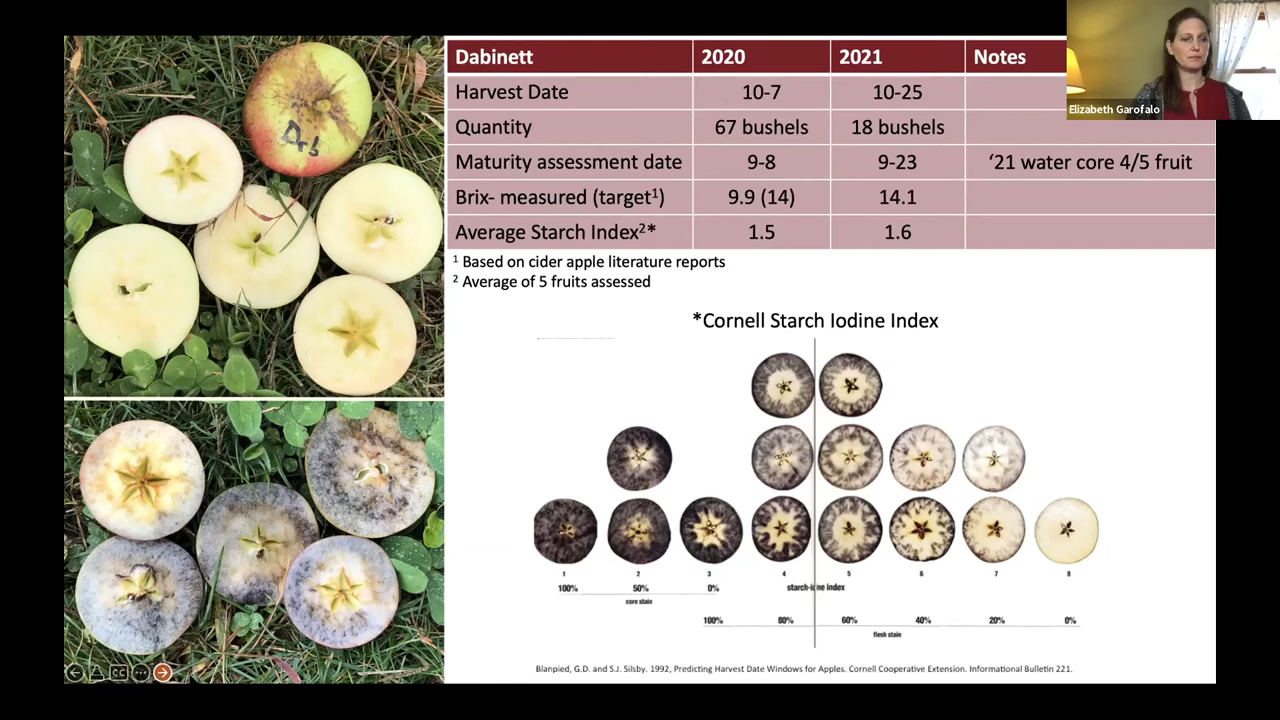 Dabinett 2020 2021 Notes
Harvest Date 10-7 10-25
Quantity 67 bushels 18 bushels
Maturity assessment date 9-8 9-23 ‘21 water core 4/5 fruit
Brix- measured (target¹) 9.9 (14) 14.1
Average Starch Index²* 1.5 1.6
¹ Based on cider apple literature reports
² Average of 5 fruits assessed
*Cornell Starch Iodine Index
1 2 3 4 5 6 7 8
100% 50% 0%
core stain
100% 80% 60% 40% 20% 0%
flesh stain
Blanpied, G.D. and S.J. Silsby. 1992, Predicting Harvest Date Windows for Apples. Cornell Cooperative Extension. Informational Bulletin 221.
Elizabeth Garofalo
CC